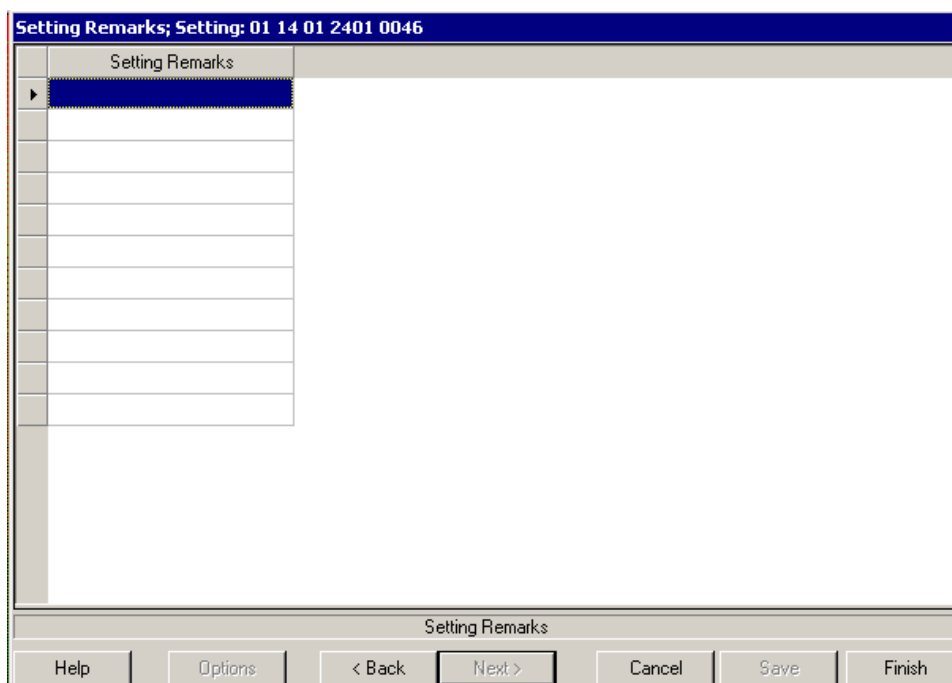 Setting Remarks; Setting: 01 14 01 2401 0046
Setting Remarks
Setting Remarks
Help Options < Back Next > Cancel Save Finish